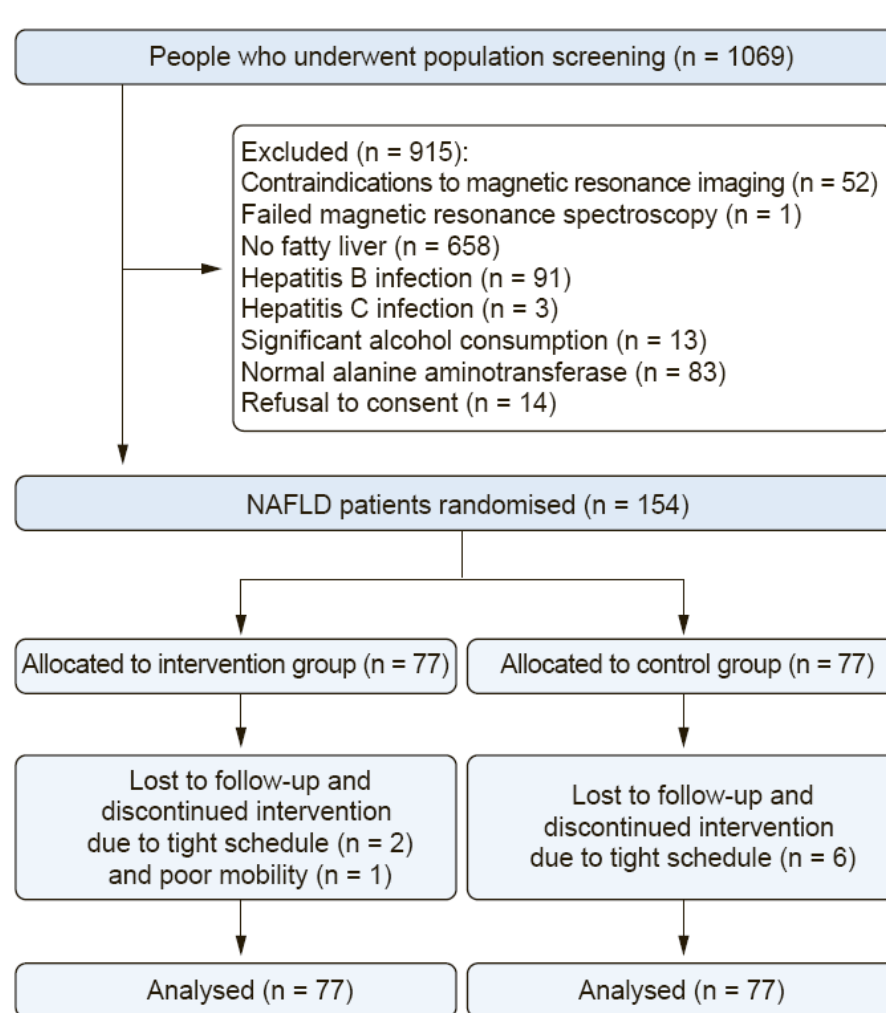 People who underwent population screening (n = 1069)
Excluded (n = 915):
Contraindications to magnetic resonance imaging (n = 52)
Failed magnetic resonance spectroscopy (n = 1)
No fatty liver (n = 658)
Hepatitis B infection (n = 91)
Hepatitis C infection (n = 3)
Significant alcohol consumption (n = 13)
Normal alanine aminotransferase (n = 83)
Refusal to consent (n = 14)
NAFLD patients randomised (n = 154)
Allocated to intervention group (n = 77)
Allocated to control group (n = 77)
Lost to follow-up and
discontinued intervention
due to tight schedule (n = 2)
and poor mobility (n = 1)
Lost to follow-up and
discontinued intervention
due to tight schedule (n = 6)
Analysed (n = 77)
Analysed (n = 77)